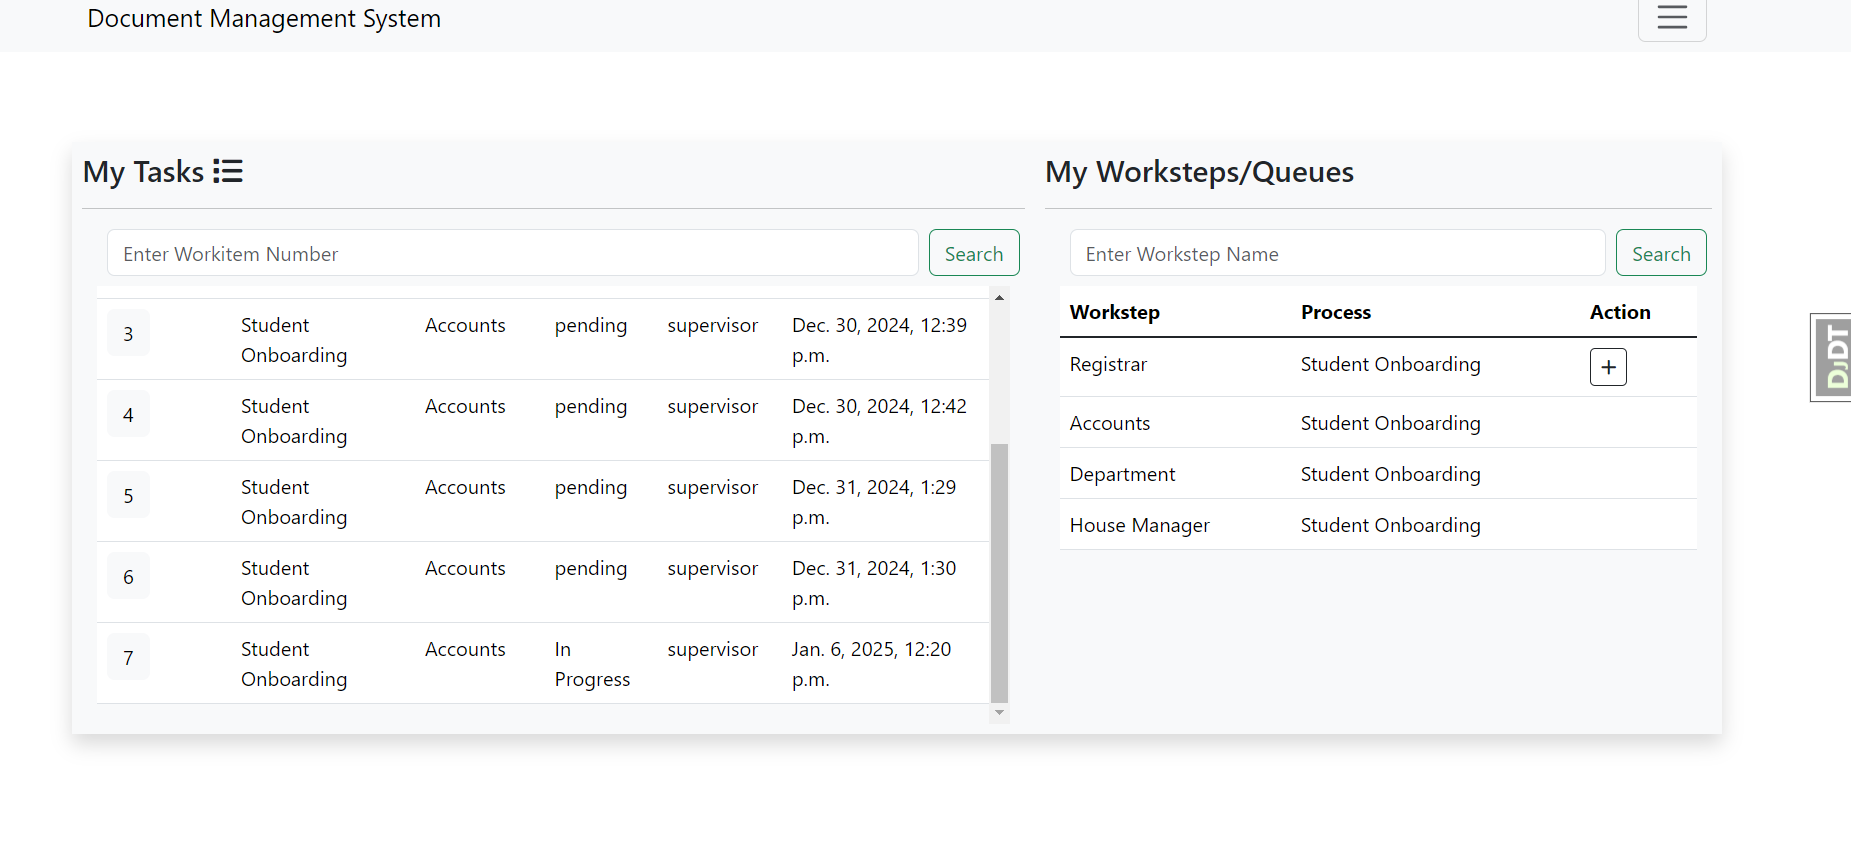 Document Management System
My Tasks
Enter Workitem Number Search
3 Student Onboarding Accounts pending supervisor Dec. 30, 2024, 12:39 p.m.
4 Student Onboarding Accounts pending supervisor Dec. 30, 2024, 12:42 p.m.
5 Student Onboarding Accounts pending supervisor Dec. 31, 2024, 1:29 p.m.
6 Student Onboarding Accounts pending supervisor Dec. 31, 2024, 1:30 p.m.
7 Student Onboarding Accounts In Progress supervisor Jan. 6, 2025, 12:20 p.m.
My Worksteps/Queues
Enter Workstep Name Search
Workstep Process Action
Registrar Student Onboarding +
Accounts Student Onboarding
Department Student Onboarding
House Manager Student Onboarding
DjDT